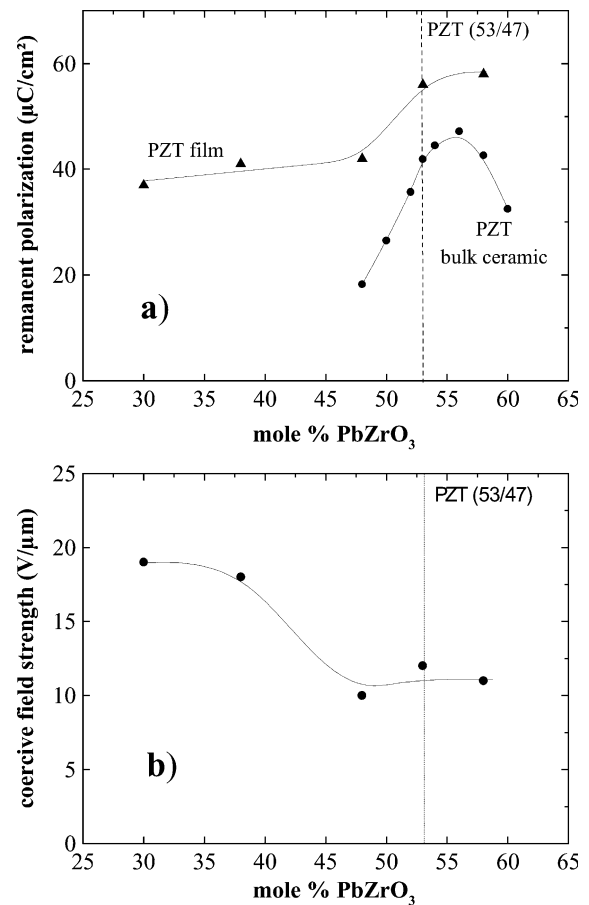 PZT (53/47)
60
40
20
0
remanent polarization (µC/cm²)
PZT film
PZT
bulk ceramic
a)
25 30 35 40 45 50 55 60 65
mole % PbZrO₃
25
20
15
10
5
0
coercive field strength (V/µm)
PZT (53/47)
b)
25 30 35 40 45 50 55 60 65
mole % PbZrO₃